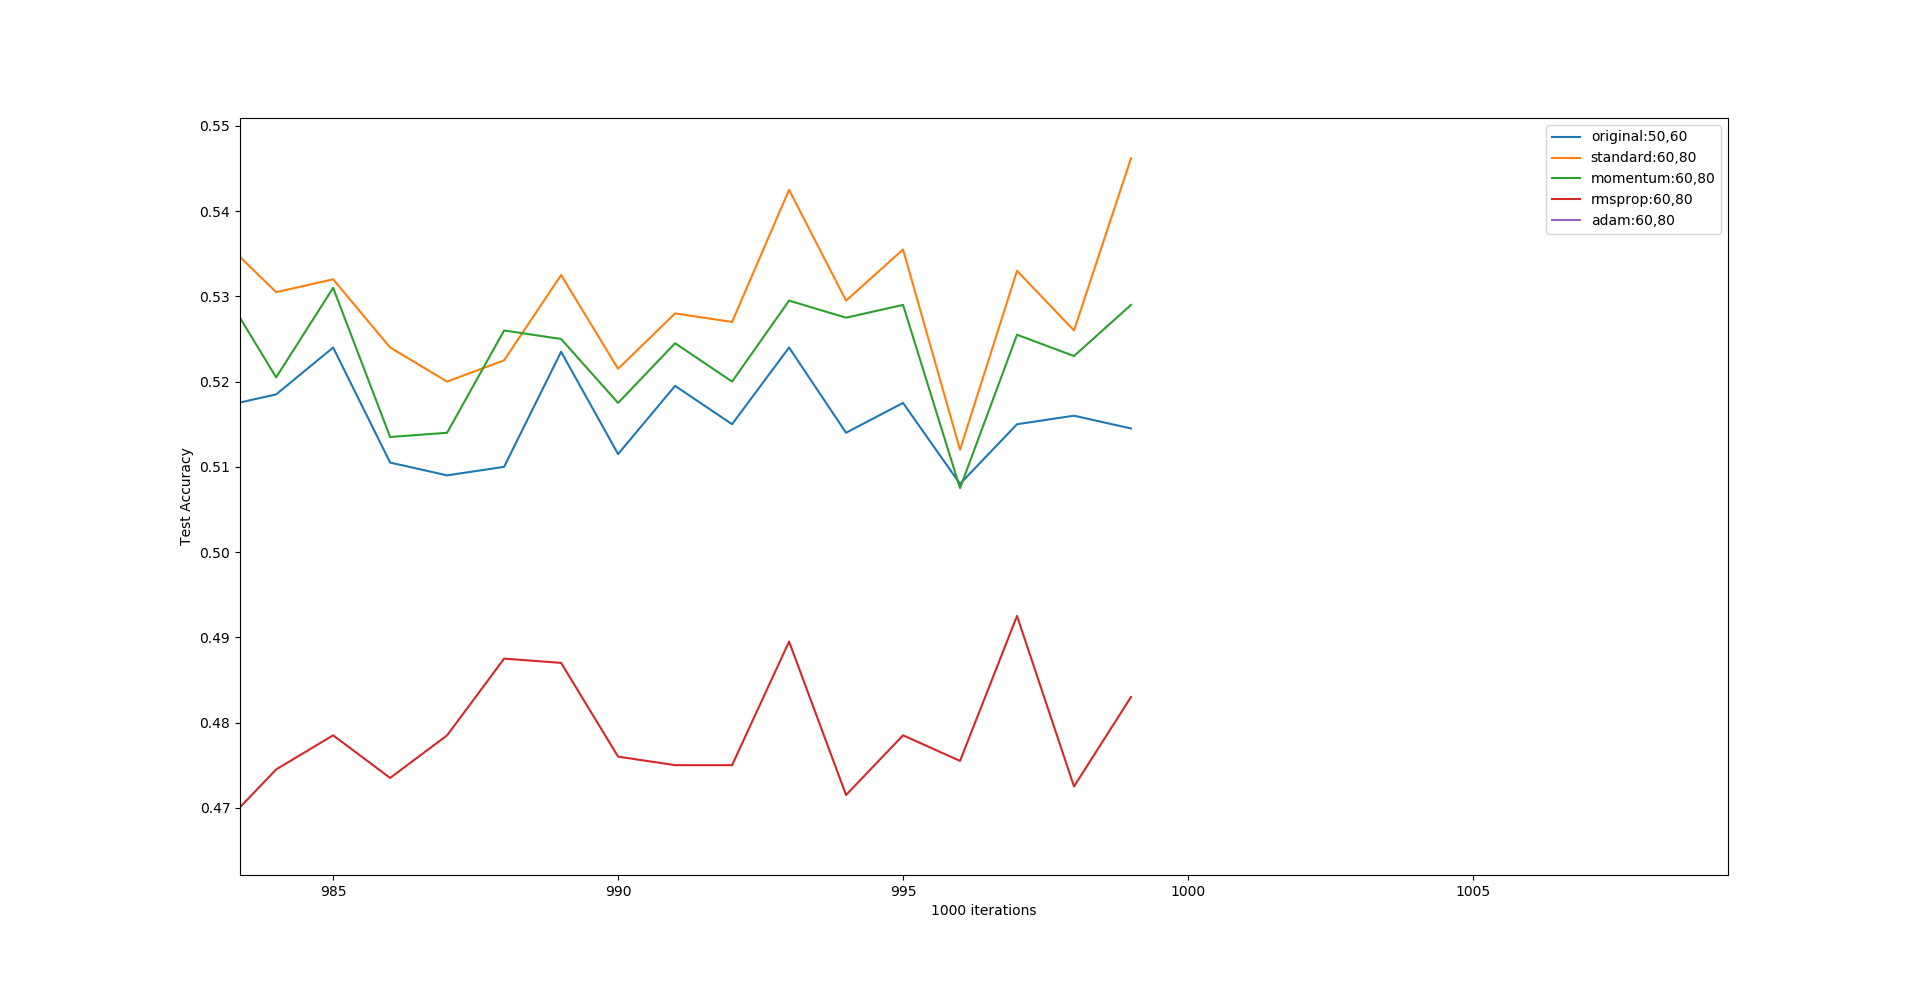 0.55
0.54
0.53
0.52
0.51
0.50
0.49
0.48
0.47
Test Accuracy
985
990
995
1000
1005
1000 iterations
original:50,60
standard:60,80
momentum:60,80
rmsprop:60,80
adam:60,80